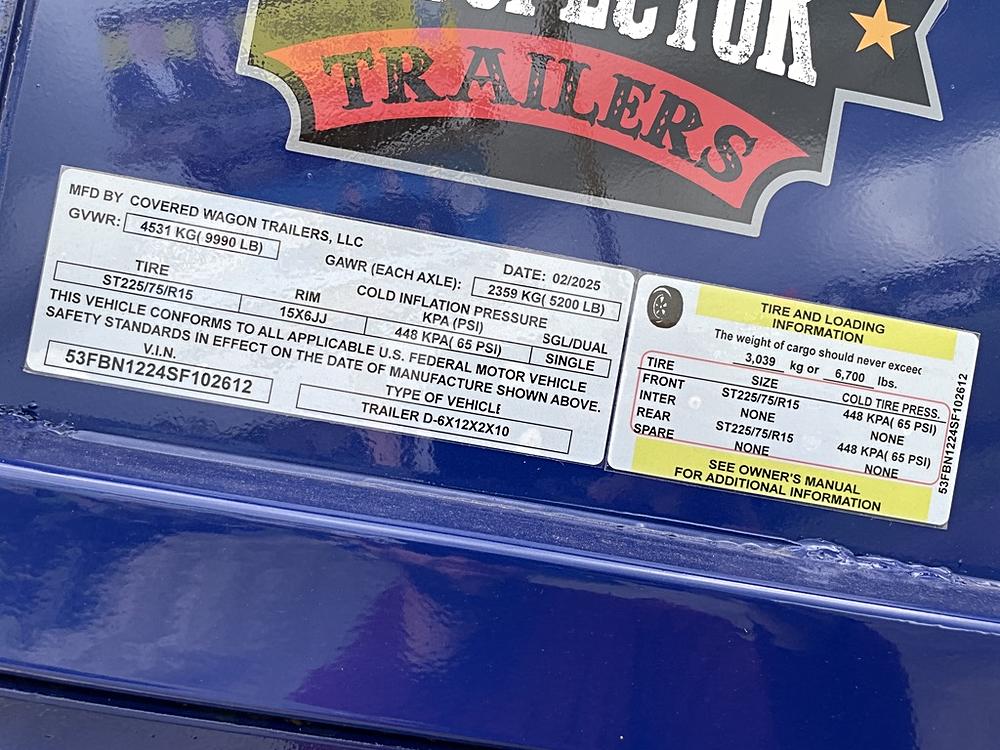 TRAILERS
MFD BY COVERED WAGON TRAILERS, LLC
GVWR: 4531 KG( 9990 LB)
DATE: 02/2025
GAWR (EACH AXLE): 2359 KG( 5200 LB)
TIRE RIM COLD INFLATION PRESSURE KPA (PSI) SGL/DUAL
ST225/75/R15 15X6JJ 448 KPA( 65 PSI) SINGLE
THIS VEHICLE CONFORMS TO ALL APPLICABLE U.S. FEDERAL MOTOR VEHICLE
SAFETY STANDARDS IN EFFECT ON THE DATE OF MANUFACTURE SHOWN ABOVE.
V.I.N.
53FBN1224SF102612
TYPE OF VEHICLE
TRAILER D-6X12X2X10
TIRE AND LOADING
INFORMATION
The weight of cargo should never exceed
3,039 kg or 6,700 lbs.
TIRE SIZE COLD TIRE PRESS.
FRONT ST225/75/R15 448 KPA( 65 PSI)
INTER NONE NONE
REAR ST225/75/R15 448 KPA( 65 PSI)
SPARE NONE NONE
SEE OWNER'S MANUAL
FOR ADDITIONAL INFORMATION
53FBN1224SF102612